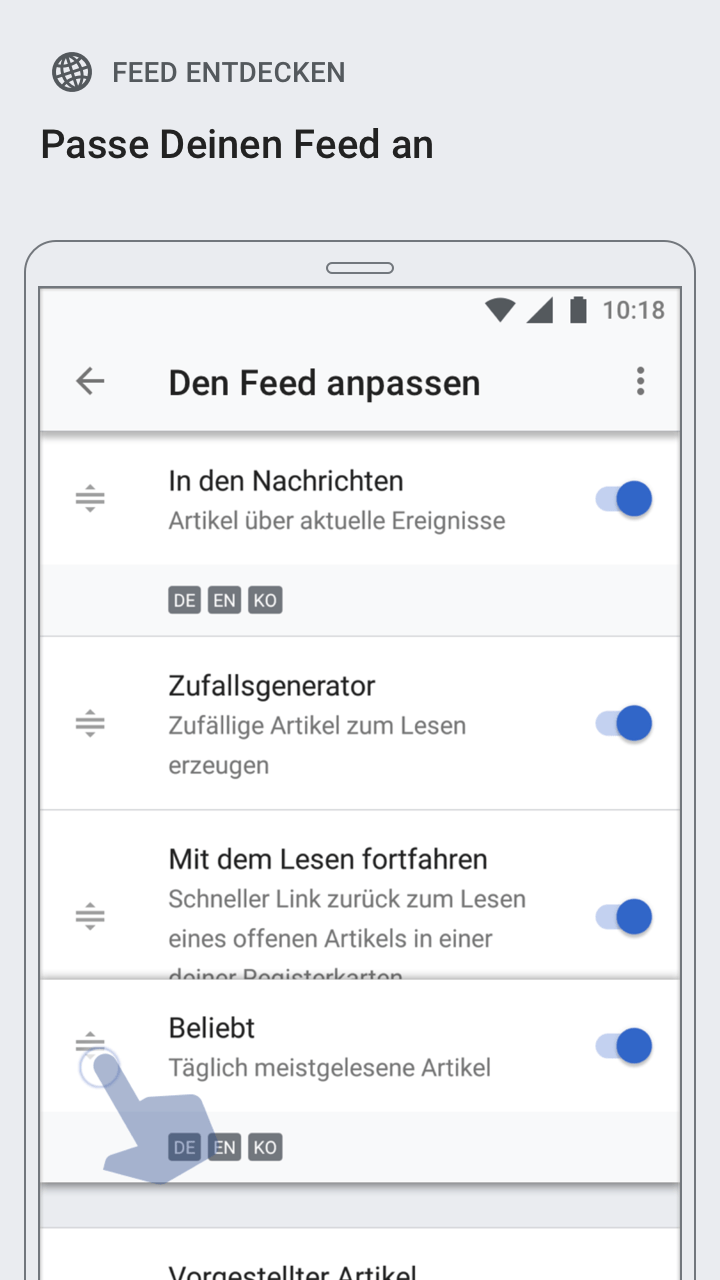 FEED ENTDECKEN
Passe Deinen Feed an
10:18
Den Feed anpassen
In den Nachrichten
Artikel über aktuelle Ereignisse
DE EN KO
Zufallsgenerator
Zufällige Artikel zum Lesen
erzeugen
Mit dem Lesen fortfahren
Schneller Link zurück zum Lesen
eines offenen Artikels in einer
deiner Registerkarten
Beliebt
Täglich meistgelesene Artikel
DE EN KO
Vorgestellter Artikel